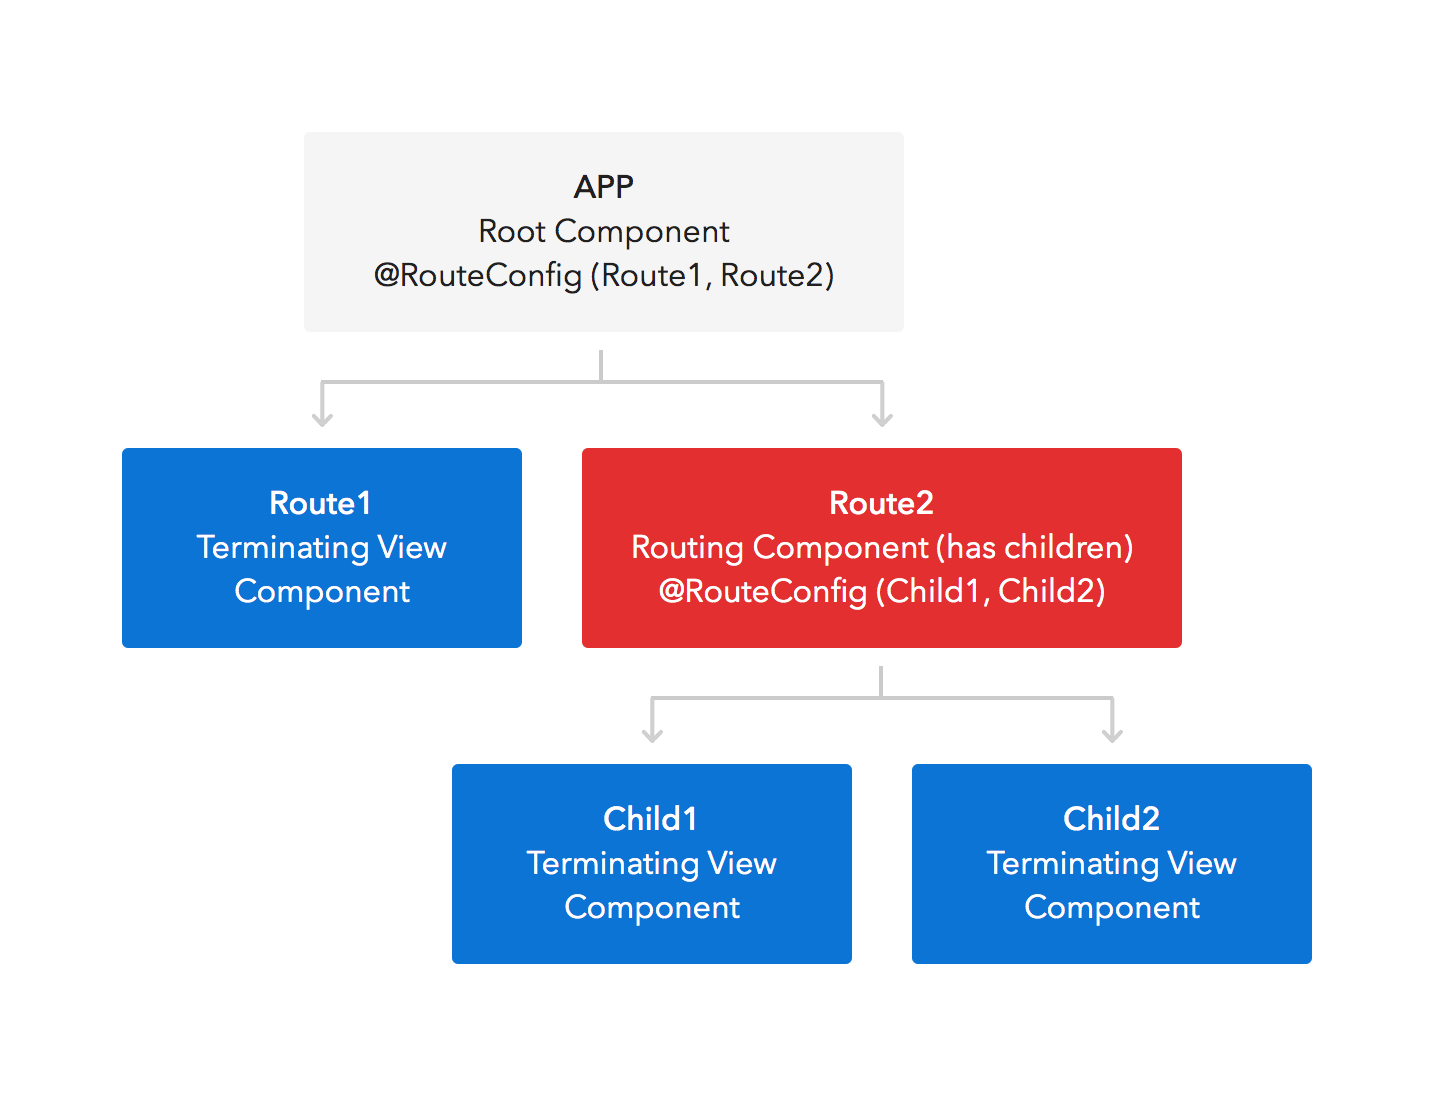 APP
Root Component
@RouteConfig (Route1, Route2)
Route1
Terminating View
Component
Route2
Routing Component (has children)
@RouteConfig (Child1, Child2)
Child1
Terminating View
Component
Child2
Terminating View
Component